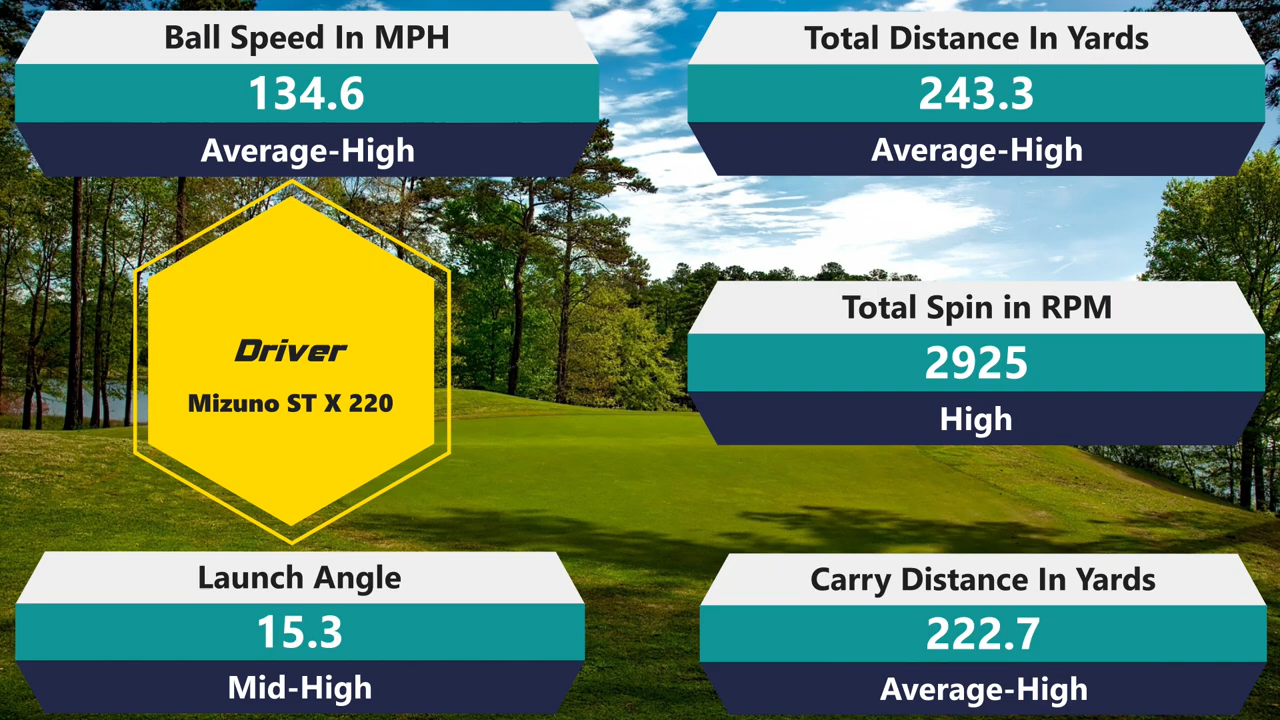 Ball Speed In MPH
134.6
Average-High
Total Distance In Yards
243.3
Average-High
Driver
Mizuno ST X 220
Total Spin in RPM
2925
High
Launch Angle
15.3
Mid-High
Carry Distance In Yards
222.7
Average-High